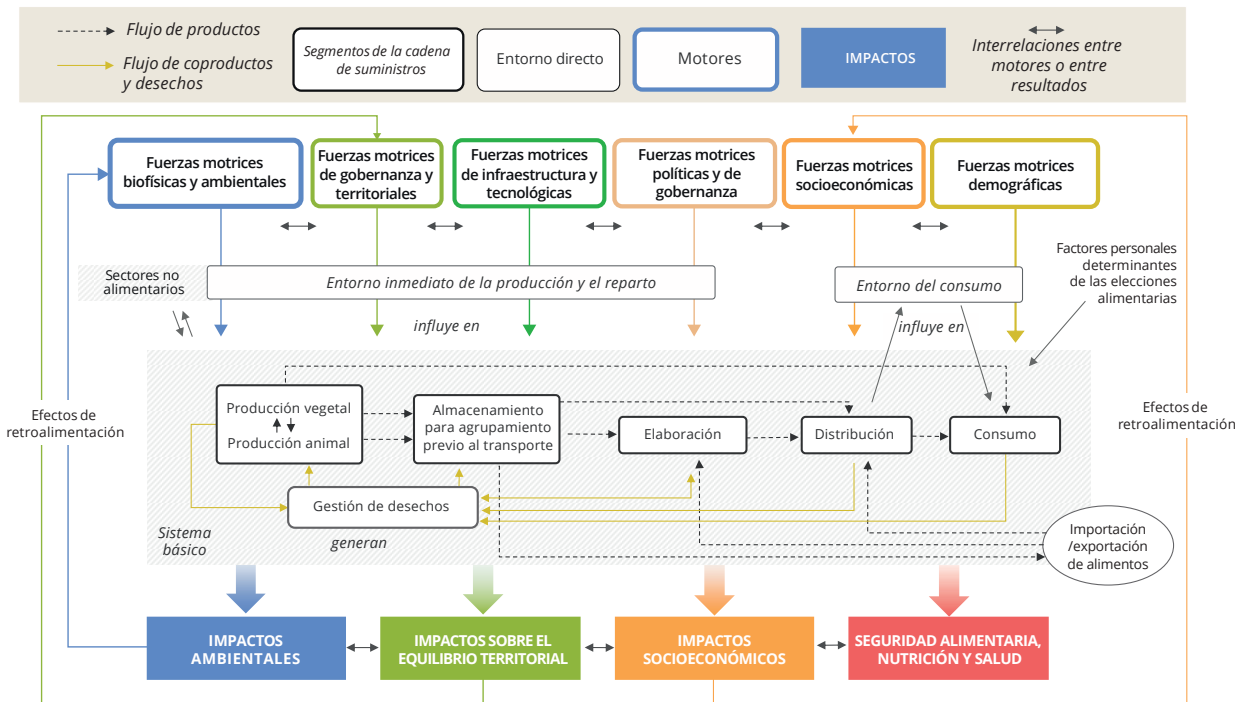 Flujo de productos
Flujo de coproductos
y desechos
Segmentos de la cadena
de suministros
Entorno directo
Motores
IMPACTOS
Interrelaciones entre
motores o entre
resultados
Fuerzas motrices
biofísicas y ambientales
Fuerzas motrices
de gobernanza y
territoriales
Fuerzas motrices
de infraestructura y
tecnológicas
Fuerzas motrices
políticas y de
gobernanza
Fuerzas motrices
socioeconómicas
Fuerzas motrices
demográficas
Sectores no
alimentarios
Entorno inmediato de la producción y el reparto
Entorno del consumo
Factores personales
determinantes
de las elecciones
alimentarias
influye en
influye en
Efectos de
retroalimentación
Producción vegetal
Producción animal
Almacenamiento
para agrupamiento
previo al transporte
Elaboración
Distribución
Consumo
Efectos de
retroalimentación
Gestión de desechos
Sistema
básico
generan
Importación
/exportación
de alimentos
IMPACTOS
AMBIENTALES
IMPACTOS SOBRE EL
EQUILIBRIO TERRITORIAL
IMPACTOS
SOCIOECONÓMICOS
SEGURIDAD ALIMENTARIA,
NUTRICIÓN Y SALUD